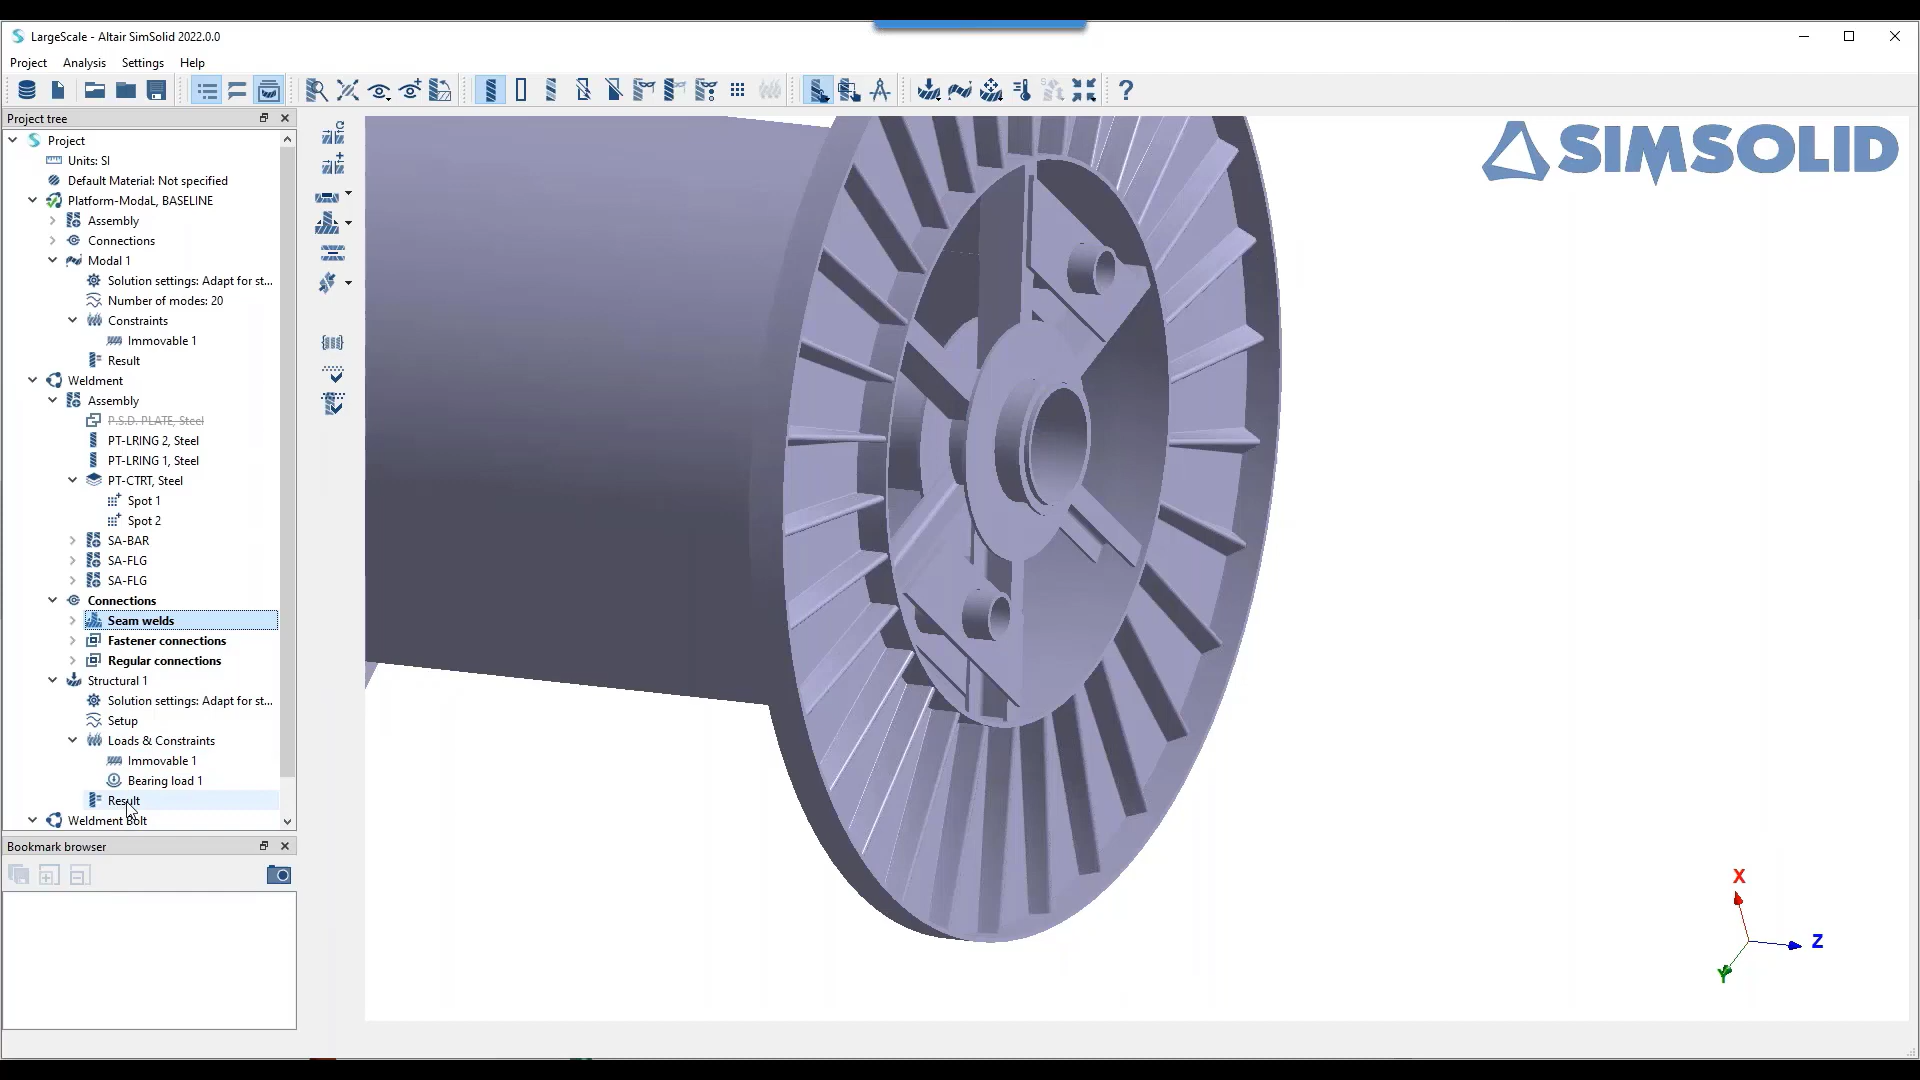 LargeScale - Altair SimSolid 2022.0.0
Project Analysis Settings Help
Project tree
Project
Units: SI
Default Material: Not specified
Platform-ModaL, BASELINE
Assembly
Connections
Modal 1
Solution settings: Adapt for st...
Number of modes: 20
Constraints
Immovable 1
Result
Weldment
Assembly
P.S.D. PLATE, Steel
PT-LRING 2, Steel
PT-LRING 1, Steel
PT-CTRT, Steel
Spot 1
Spot 2
SA-BAR
SA-FLG
SA-FLG
Connections
Seam welds
Fastener connections
Regular connections
Structural 1
Solution settings: Adapt for st...
Setup
Loads & Constraints
Immovable 1
Bearing load 1
Result
Weldment Bolt
Bookmark browser
SIMSOLID
X
Z
Y